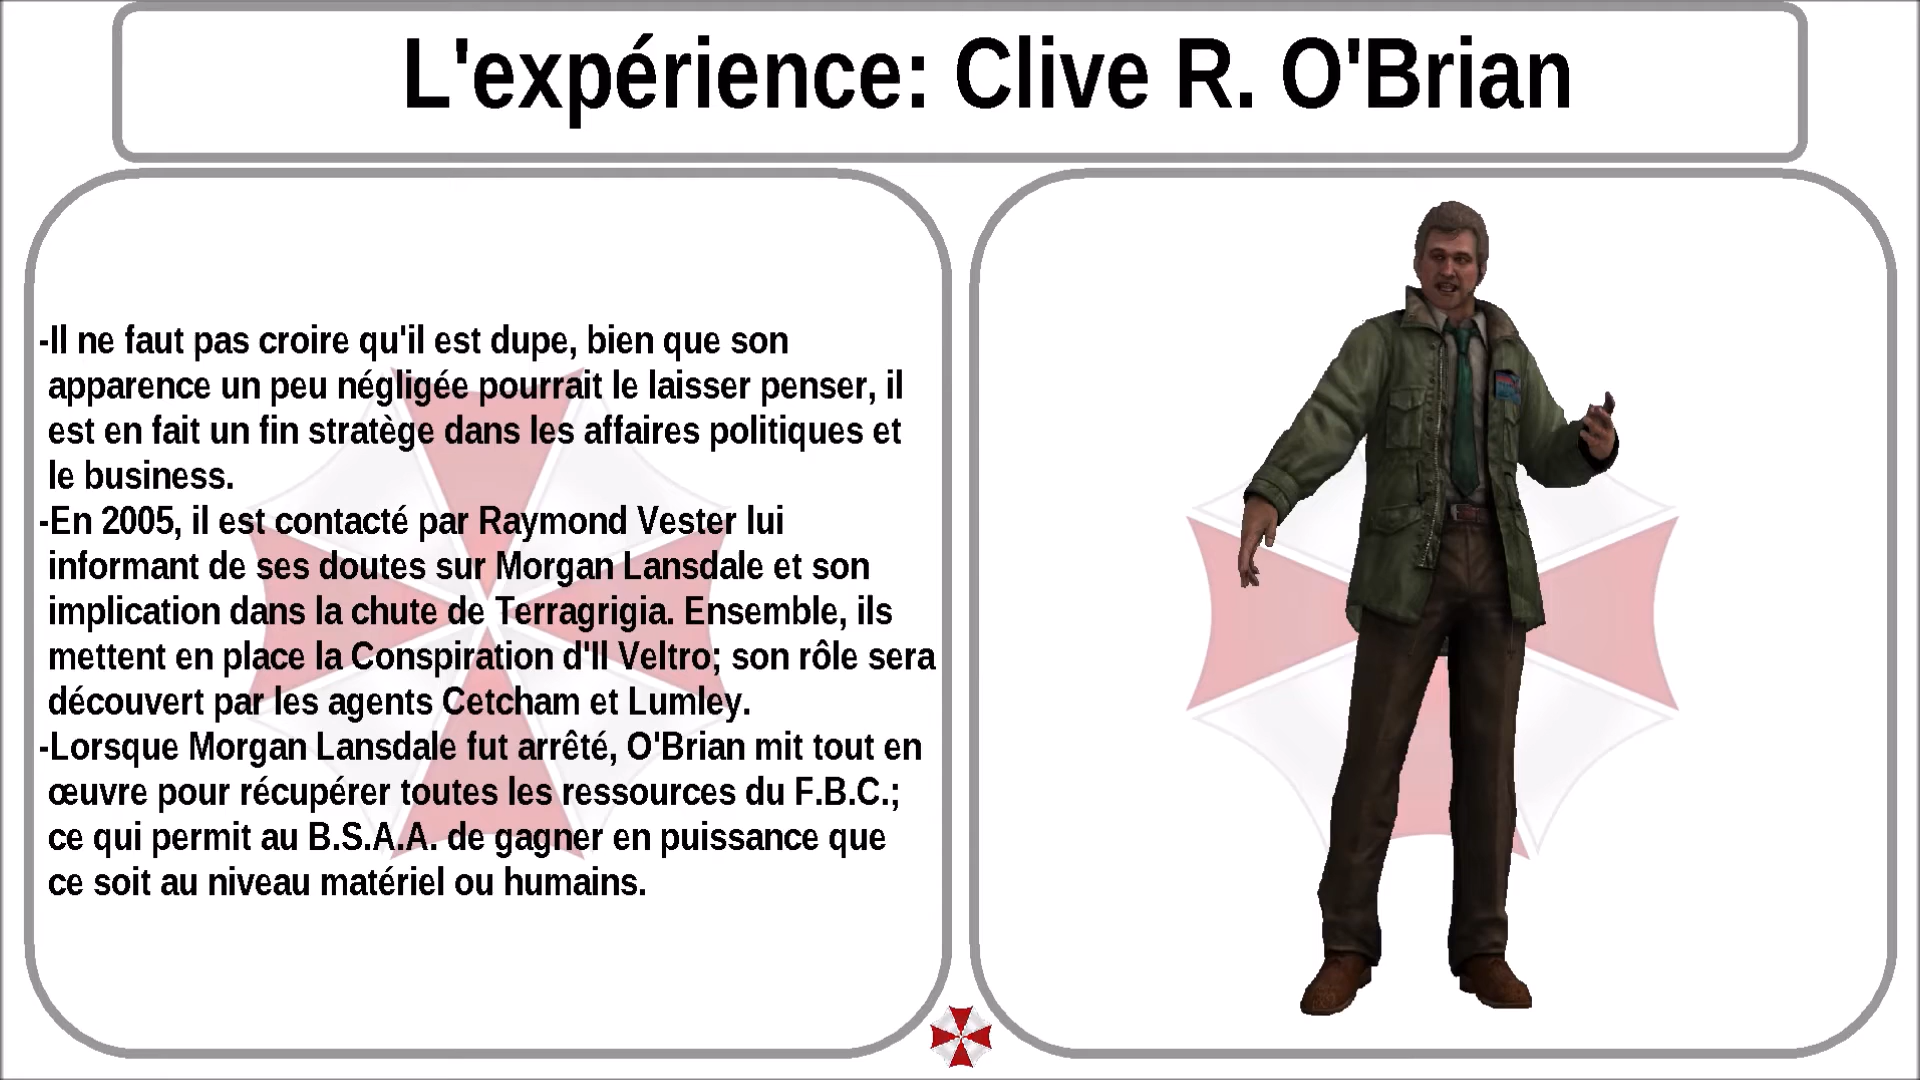 L'expérience: Clive R. O'Brian
-Il ne faut pas croire qu'il est dupe, bien que son
apparence un peu négligée pourrait le laisser penser, il
est en fait un fin stratège dans les affaires politiques et
le business.
-En 2005, il est contacté par Raymond Vester lui
informant de ses doutes sur Morgan Lansdale et son
implication dans la chute de Terragrigia. Ensemble, ils
mettent en place la Conspiration d'Il Veltro; son rôle sera
découvert par les agents Cetcham et Lumley.
-Lorsque Morgan Lansdale fut arrêté, O'Brian mit tout en
œuvre pour récupérer toutes les ressources du F.B.C.;
ce qui permit au B.S.A.A. de gagner en puissance que
ce soit au niveau matériel ou humains.